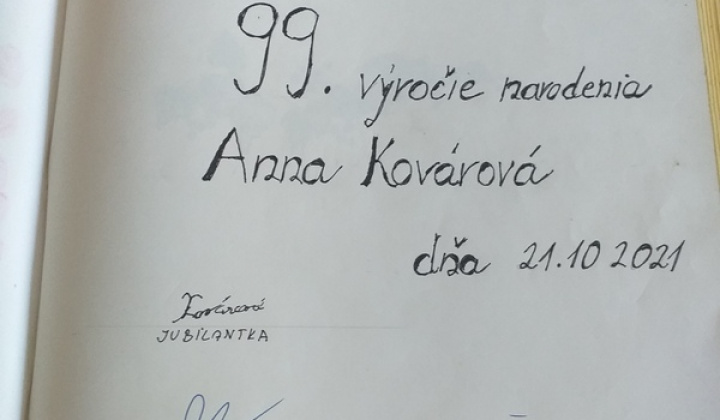 99. výročie narodenia
Anna Kovárová
dňa 21.10 2021
Kovárová
JUBILANTKA